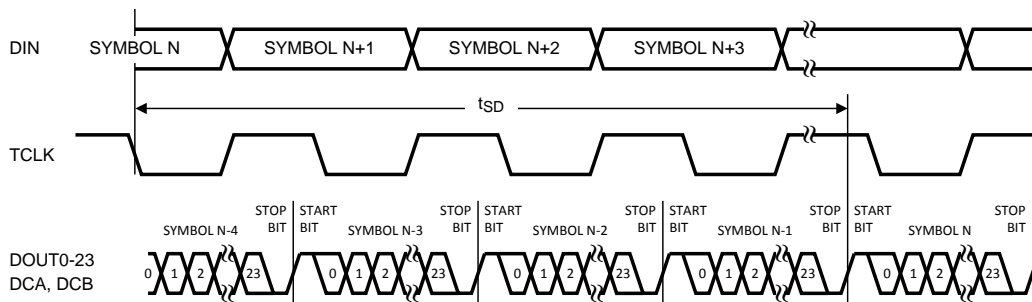 DIN
SYMBOL N
SYMBOL N+1
SYMBOL N+2
SYMBOL N+3
tSD
TCLK
STOP BIT
START BIT
STOP BIT
START BIT
STOP BIT
START BIT
STOP BIT
START BIT
STOP BIT
SYMBOL N-4
SYMBOL N-3
SYMBOL N-2
SYMBOL N-1
SYMBOL N
DOUT0-23
DCA, DCB
0 1 2 23
0 1 2 23
0 1 2 23
0 1 2 23
0 1 2 23